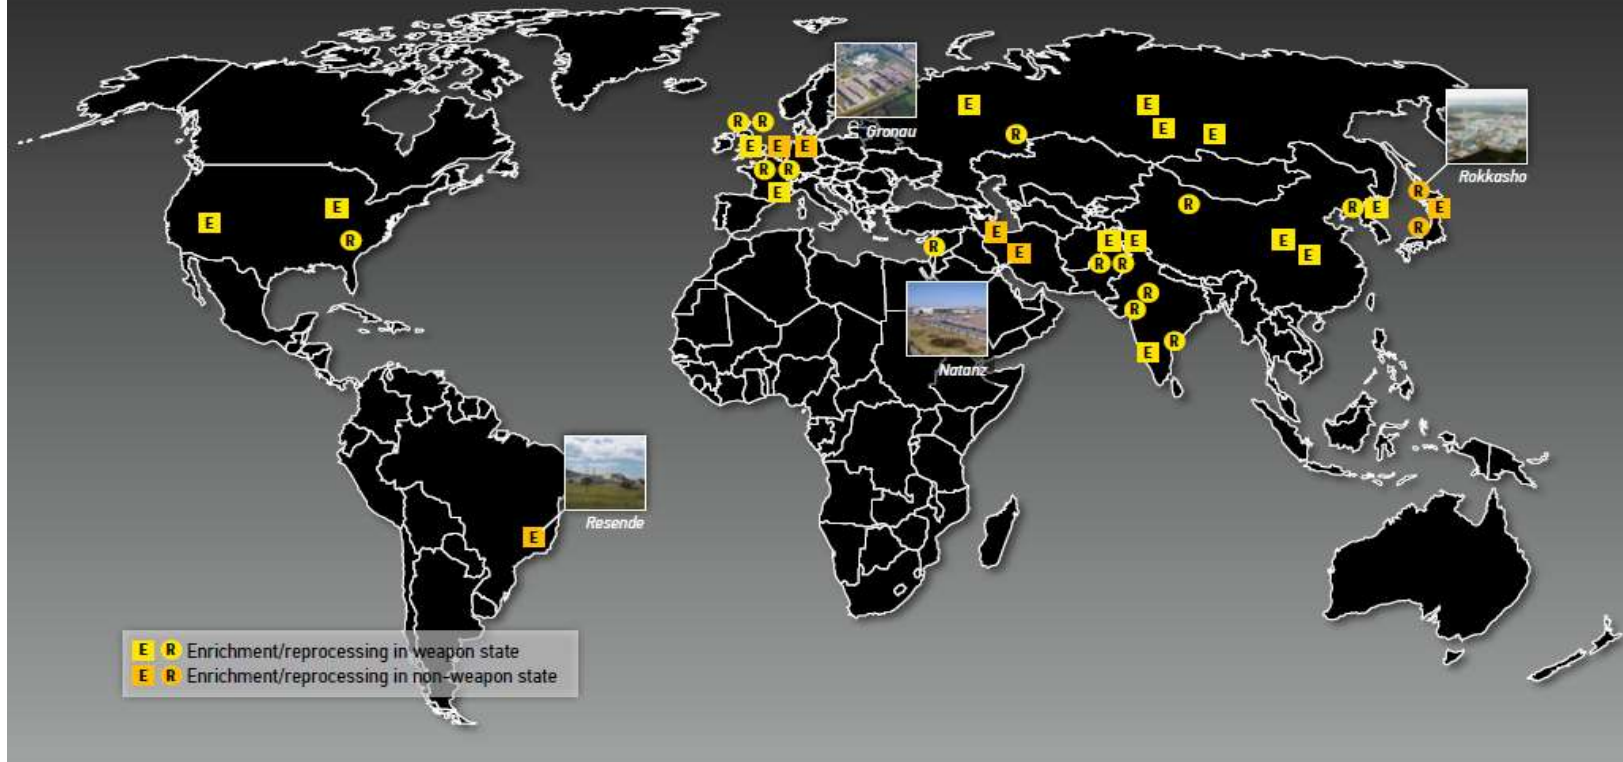 E
E
R R
Gronau
E
R
E
E E E
R R
Rokkasho
E
R
R
E
R E
E
E
R
E
R
R
E E
E
E
E
R R
R
R
R
E
Natanz
Resende
E
E R Enrichment/reprocessing in weapon state
E R Enrichment/reprocessing in non-weapon state